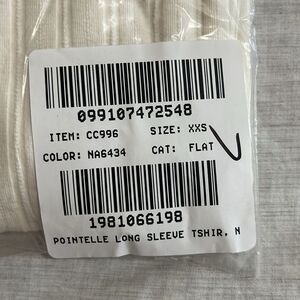 099107472548
ITEM: CC996 SIZE: XXS
COLOR: NA6434 CAT: FLAT
1981066198
POINTELLE LONG SLEEVE TSHIR, N